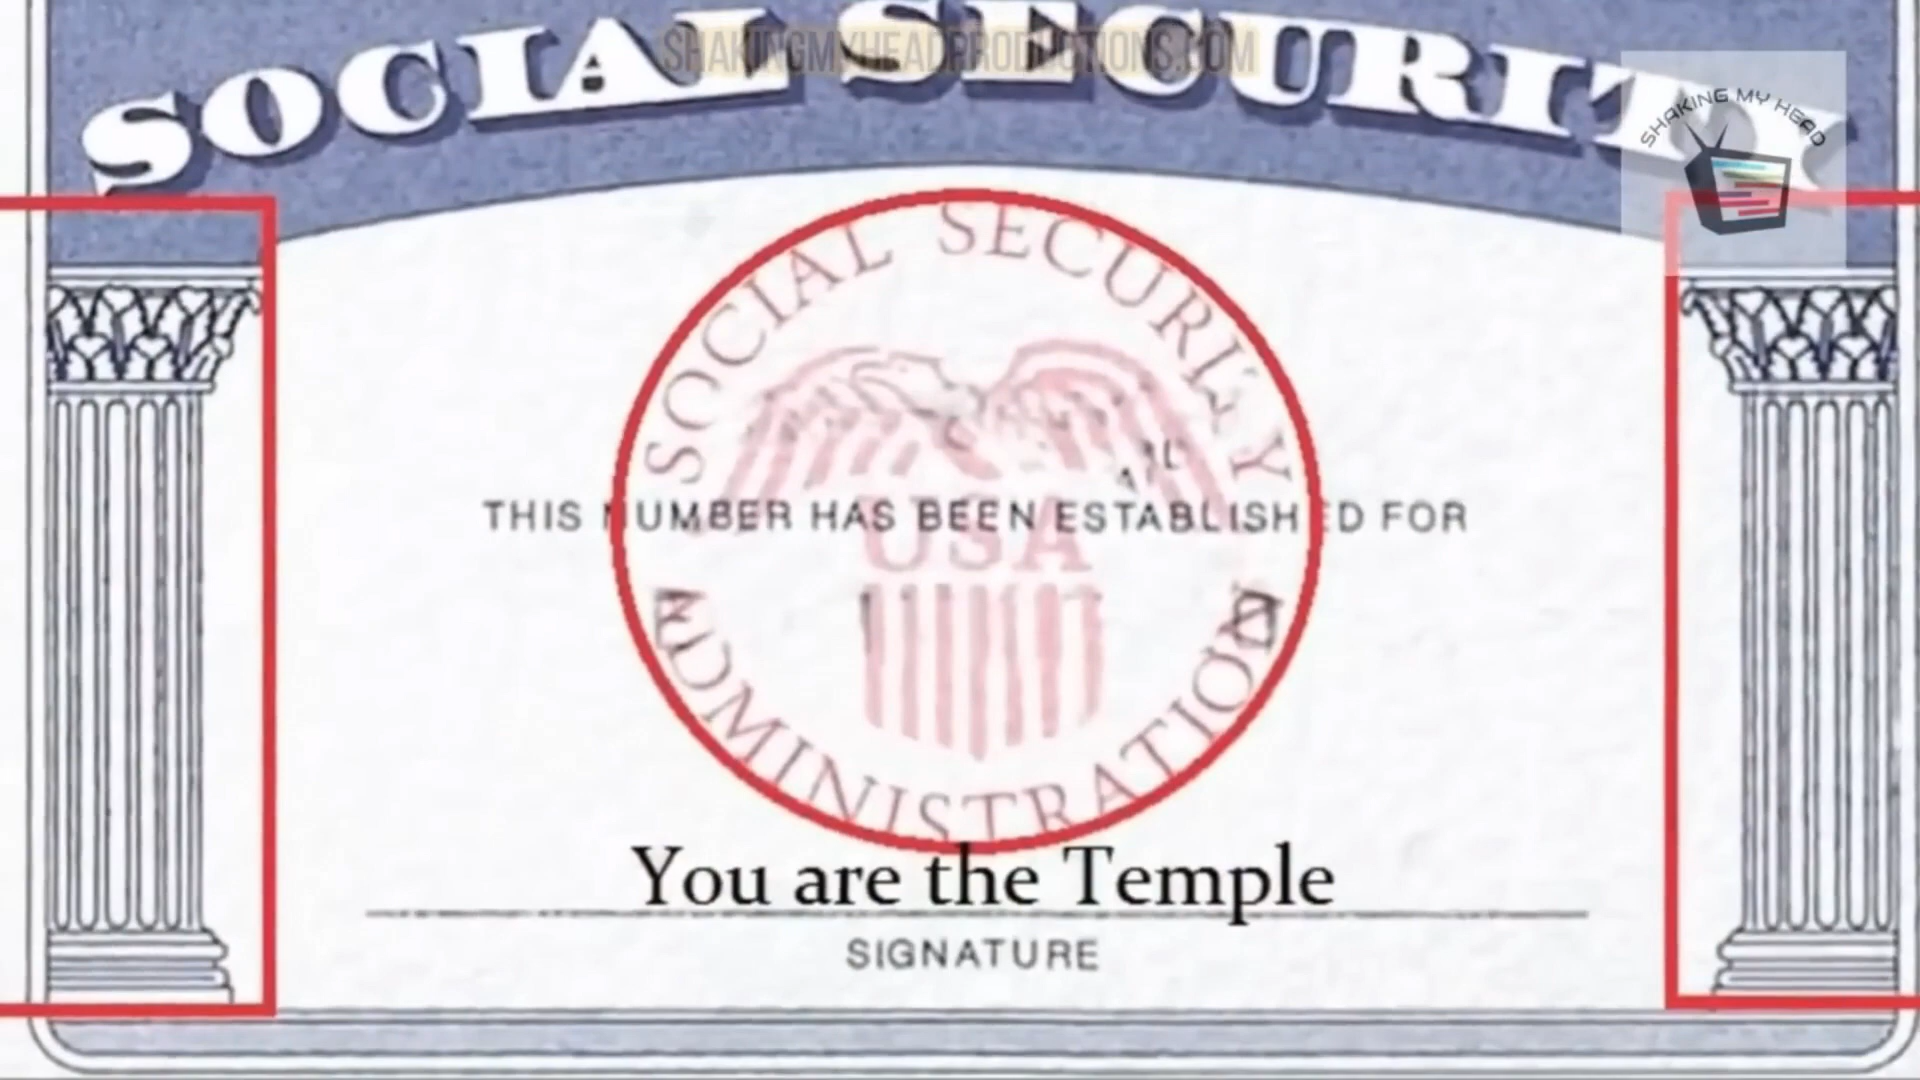 SOCIAL SECURITY
SHAKINGMYHEADPRODUCTIONS.COM
SHAKING MY HEAD
SOCIAL SECURITY
THIS NUMBER HAS BEEN ESTABLISHED FOR
USA
ADMINISTRATION
You are the Temple
SIGNATURE